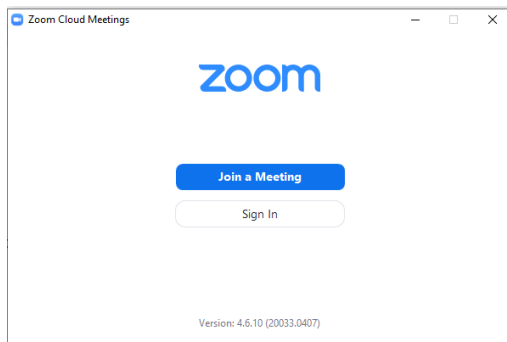 Zoom Cloud Meetings
zoom
Join a Meeting
Sign In
Version: 4.6.10 (20033.0407)